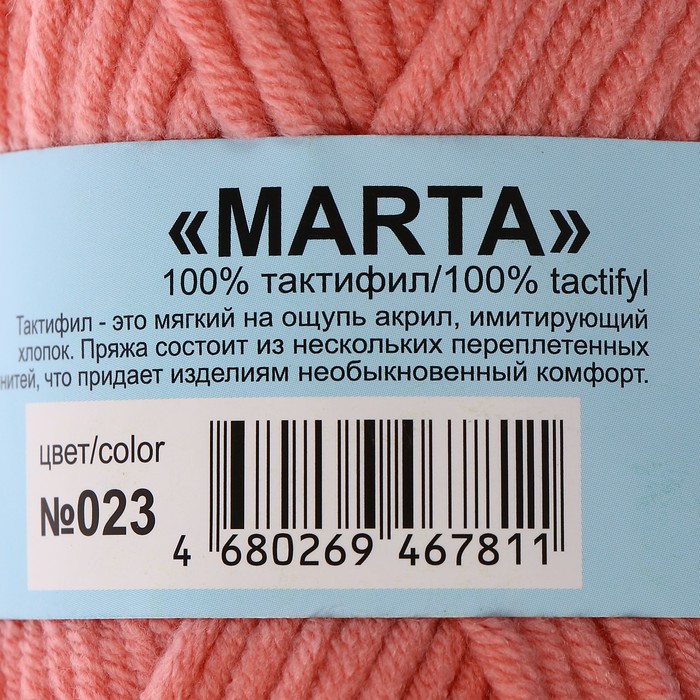 «MARTA»
100% тактифил/100% tactifyl
Тактифил - это мягкий на ощупь акрил, имитирующий
хлопок. Пряжа состоит из нескольких переплетенных
нитей, что придает изделиям необыкновенный комфорт.
цвет/color
№023
4 680269 467811